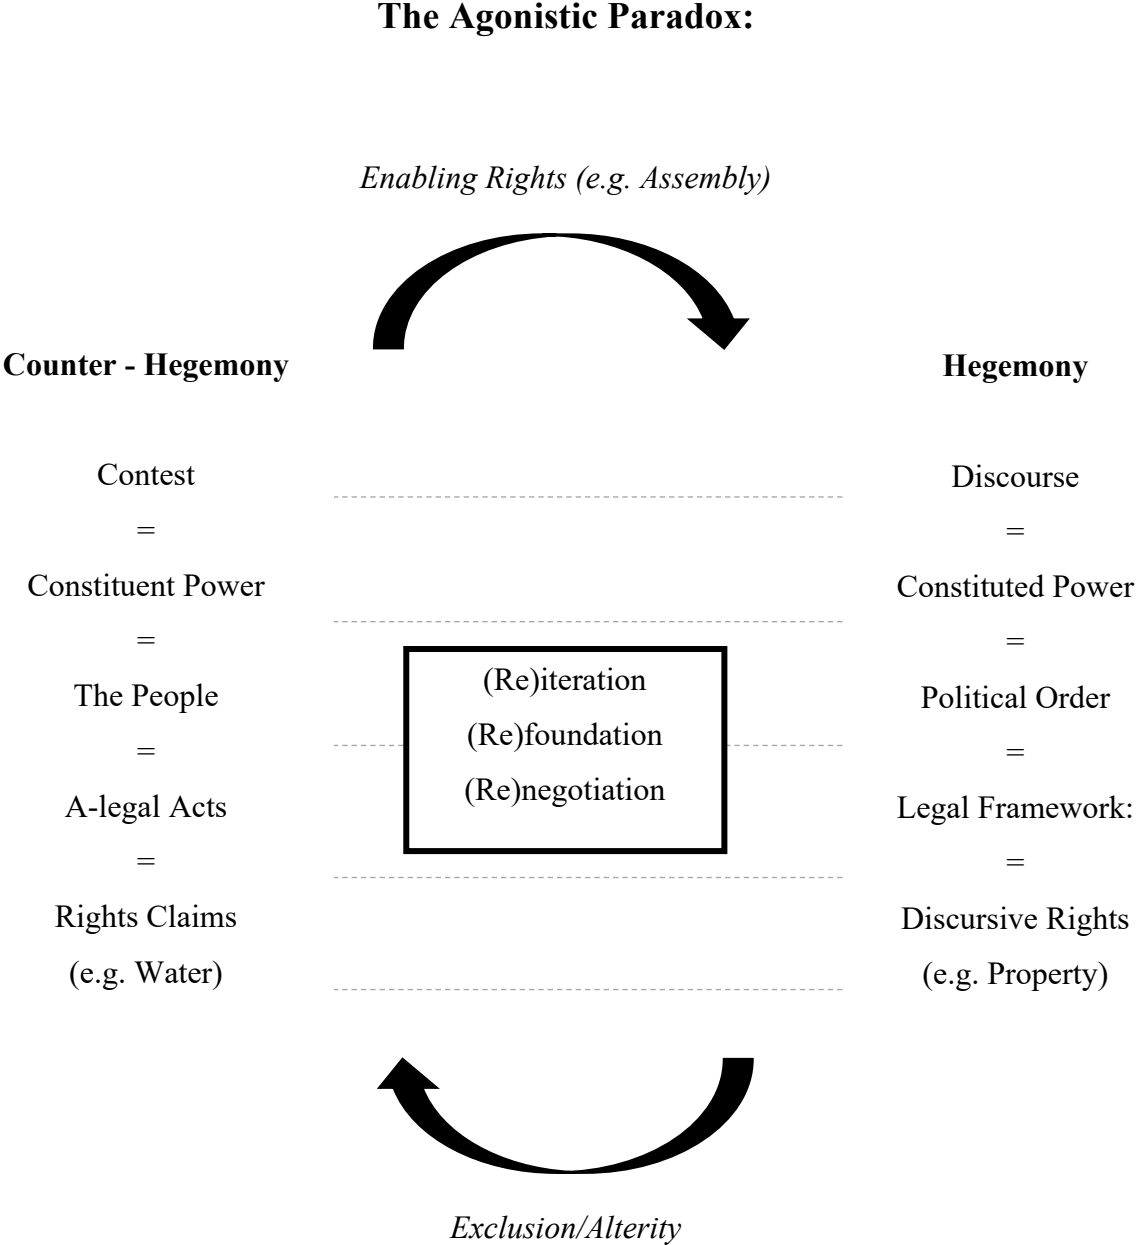 The Agonistic Paradox:
Enabling Rights (e.g. Assembly)
Counter - Hegemony
Contest
=
Constituent Power
=
The People
=
A-legal Acts
=
Rights Claims
(e.g. Water)
(Re)iteration
(Re)foundation
(Re)negotiation
Hegemony
Discourse
=
Constituted Power
=
Political Order
=
Legal Framework:
=
Discursive Rights
(e.g. Property)
Exclusion/Alterity